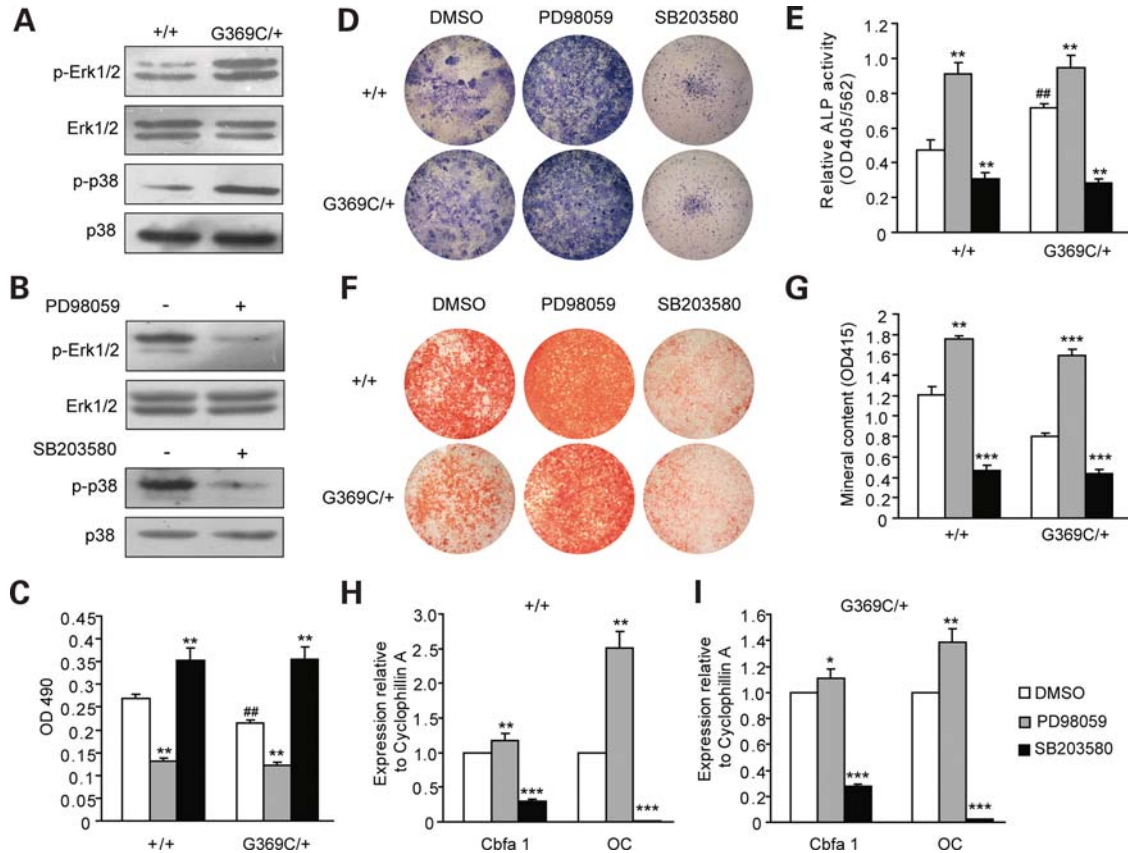 A
+/+ G369C/+
p-Erk1/2
Erk1/2
p-p38
p38
B
PD98059 - +
p-Erk1/2
Erk1/2
SB203580 - +
p-p38
p38
C
OD 490
0.45
0.4
0.35
0.3
0.25
0.2
0.15
0.1
0.05
0
** ** ## ** **
+/+ G369C/+
D
DMSO PD98059 SB203580
+/+
G369C/+
E
Relative ALP activity
(OD405/562)
1.2
1.0
0.8
0.6
0.4
0.2
0
** ** ## ** **
+/+ G369C/+
F
DMSO PD98059 SB203580
+/+
G369C/+
G
Mineral content (OD415)
1.8
1.6
1.2
0.8
0.6
0.4
0.2
0
** *** *** ***
+/+ G369C/+
H
+/+
Expression relative
to Cyclophillin A
3.0
2.5
2.0
1.5
1.0
0.5
0.0
** *** ** ***
Cbfa 1 OC
I
G369C/+
Expression relative
to Cyclophillin A
1.6
1.4
1.2
1.0
0.8
0.6
0.4
0.2
0
* *** ** ***
Cbfa 1 OC
DMSO
PD98059
SB203580